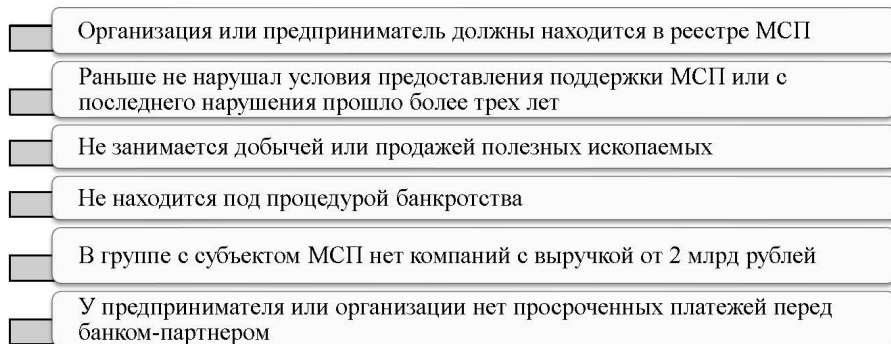 Организация или предприниматель должны находится в реестре МСП
Раньше не нарушал условия предоставления поддержки МСП или с
последнего нарушения прошло более трех лет
Не занимается добычей или продажей полезных ископаемых
Не находится под процедурой банкротства
В группе с субъектом МСП нет компаний с выручкой от 2 млрд рублей
У предпринимателя или организации нет просроченных платежей перед
банком-партнером